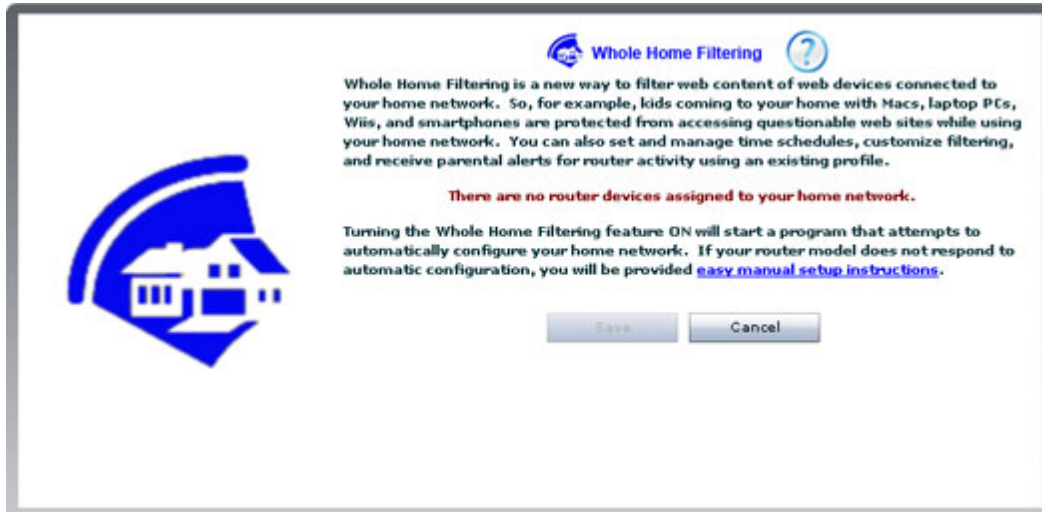 Whole Home Filtering ?
Whole Home Filtering is a new way to filter web content of web devices connected to
your home network. So, for example, kids coming to your home with Macs, laptop PCs,
Wiis, and smartphones are protected from accessing questionable web sites while using
your home network. You can also set and manage time schedules, customize filtering,
and receive parental alerts for router activity using an existing profile.
There are no router devices assigned to your home network.
Turning the Whole Home Filtering feature ON will start a program that attempts to
automatically configure your home network. If your router model does not respond to
automatic configuration, you will be provided easy manual setup instructions.
Save Cancel